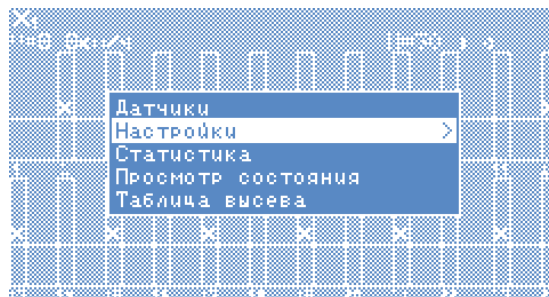 Датчики
Настройки >
Статистика
Просмотр состояния
Таблица высева